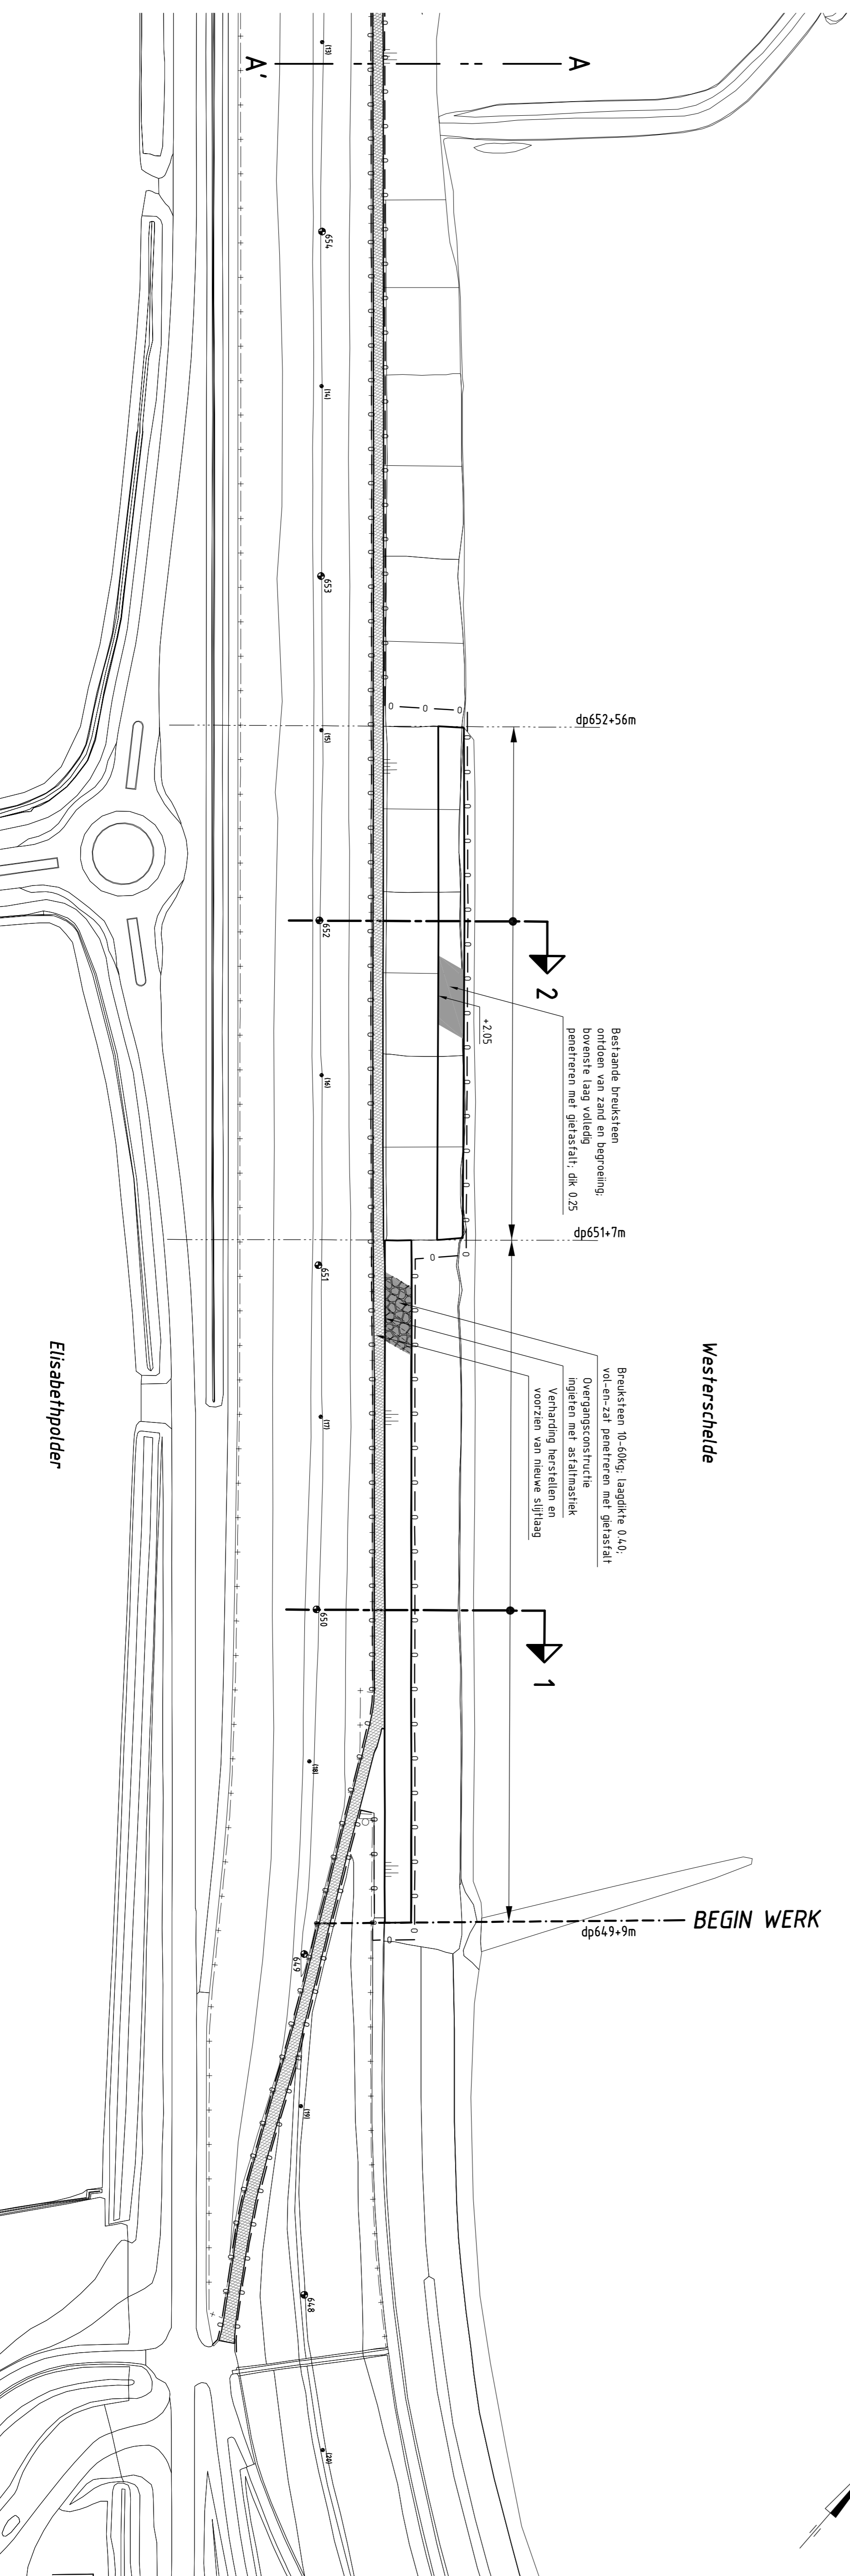 A'
A
(13)
654
(14)
653
dp652+56m
(15)
652
2
+2.05
Bestaande breuksteen
ontdoen van zand en begroeiing;
bovenste laag volledig
penetreren met gietasfalt; dik 0.25
(16)
dp651+7m
651
Elisabethpolder
Westerschelde
Breuksteen 10-60kg; laagdikte 0.40;
vol-en-zat penetreren met gietasfalt
Overgangsconstructie
ingieten met asfaltmastiek
Verharding herstellen en
voorzien van nieuwe slijtlaag
(17)
650
1
(18)
BEGIN WERK
dp649+9m
649
(19)
648
(20)